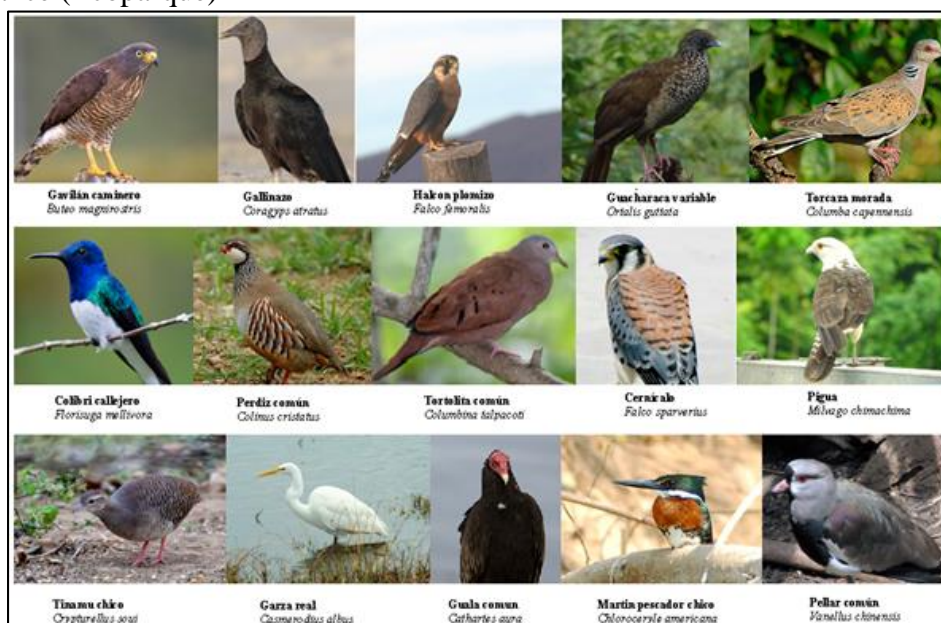 Gavilán caminero
Buteo magnirostris
Gallinazo
Coragyps atratus
Halcon plomizo
Falco femoralis
Guacharaca variable
Ortalis guttata
Torcaza morada
Columba cayennensis
Colibri callejero
Florisuga mellivora
Perdiz común
Colinus cristatus
Tortolita común
Columbina talpacoti
Cernícalo
Falco sparverius
Pigua
Milvago chimachima
Tinamu chico
Crypturellus soui
Garza real
Casmerodius albus
Guala comun
Cathartes aura
Martin pescador chico
Chloroceryle americana
Pellar común
Vanellus chinensis